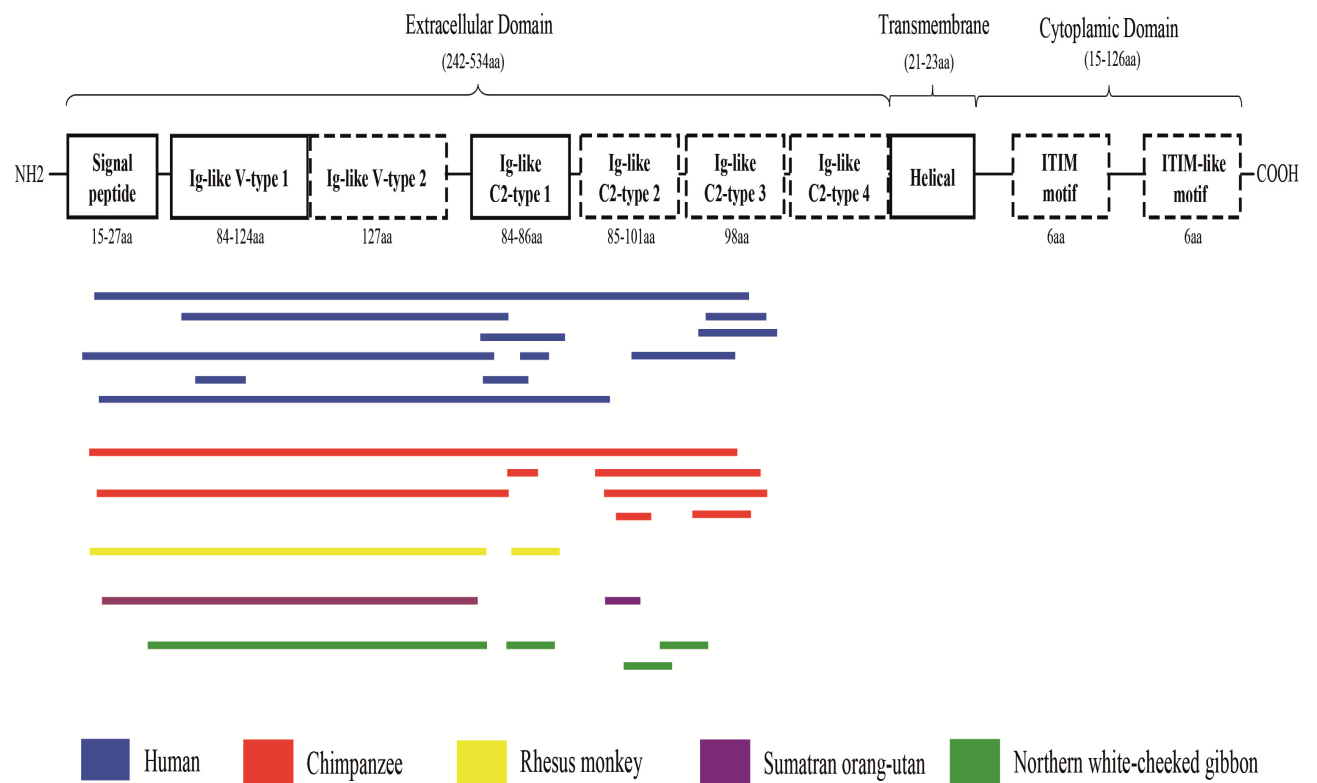 Extracellular Domain
(242-534aa)
Transmembrane
(21-23aa)
Cytoplamic Domain
(15-126aa)
NH2
Signal
peptide
Ig-like V-type 1
Ig-like V-type 2
Ig-like
C2-type 1
Ig-like
C2-type 2
Ig-like
C2-type 3
Ig-like
C2-type 4
Helical
ITIM
motif
ITIM-like
motif
COOH
15-27aa
84-124aa
127aa
84-86aa
85-101aa
98aa
6aa
6aa
Human
Chimpanzee
Rhesus monkey
Sumatran orang-utan
Northern white-cheeked gibbon